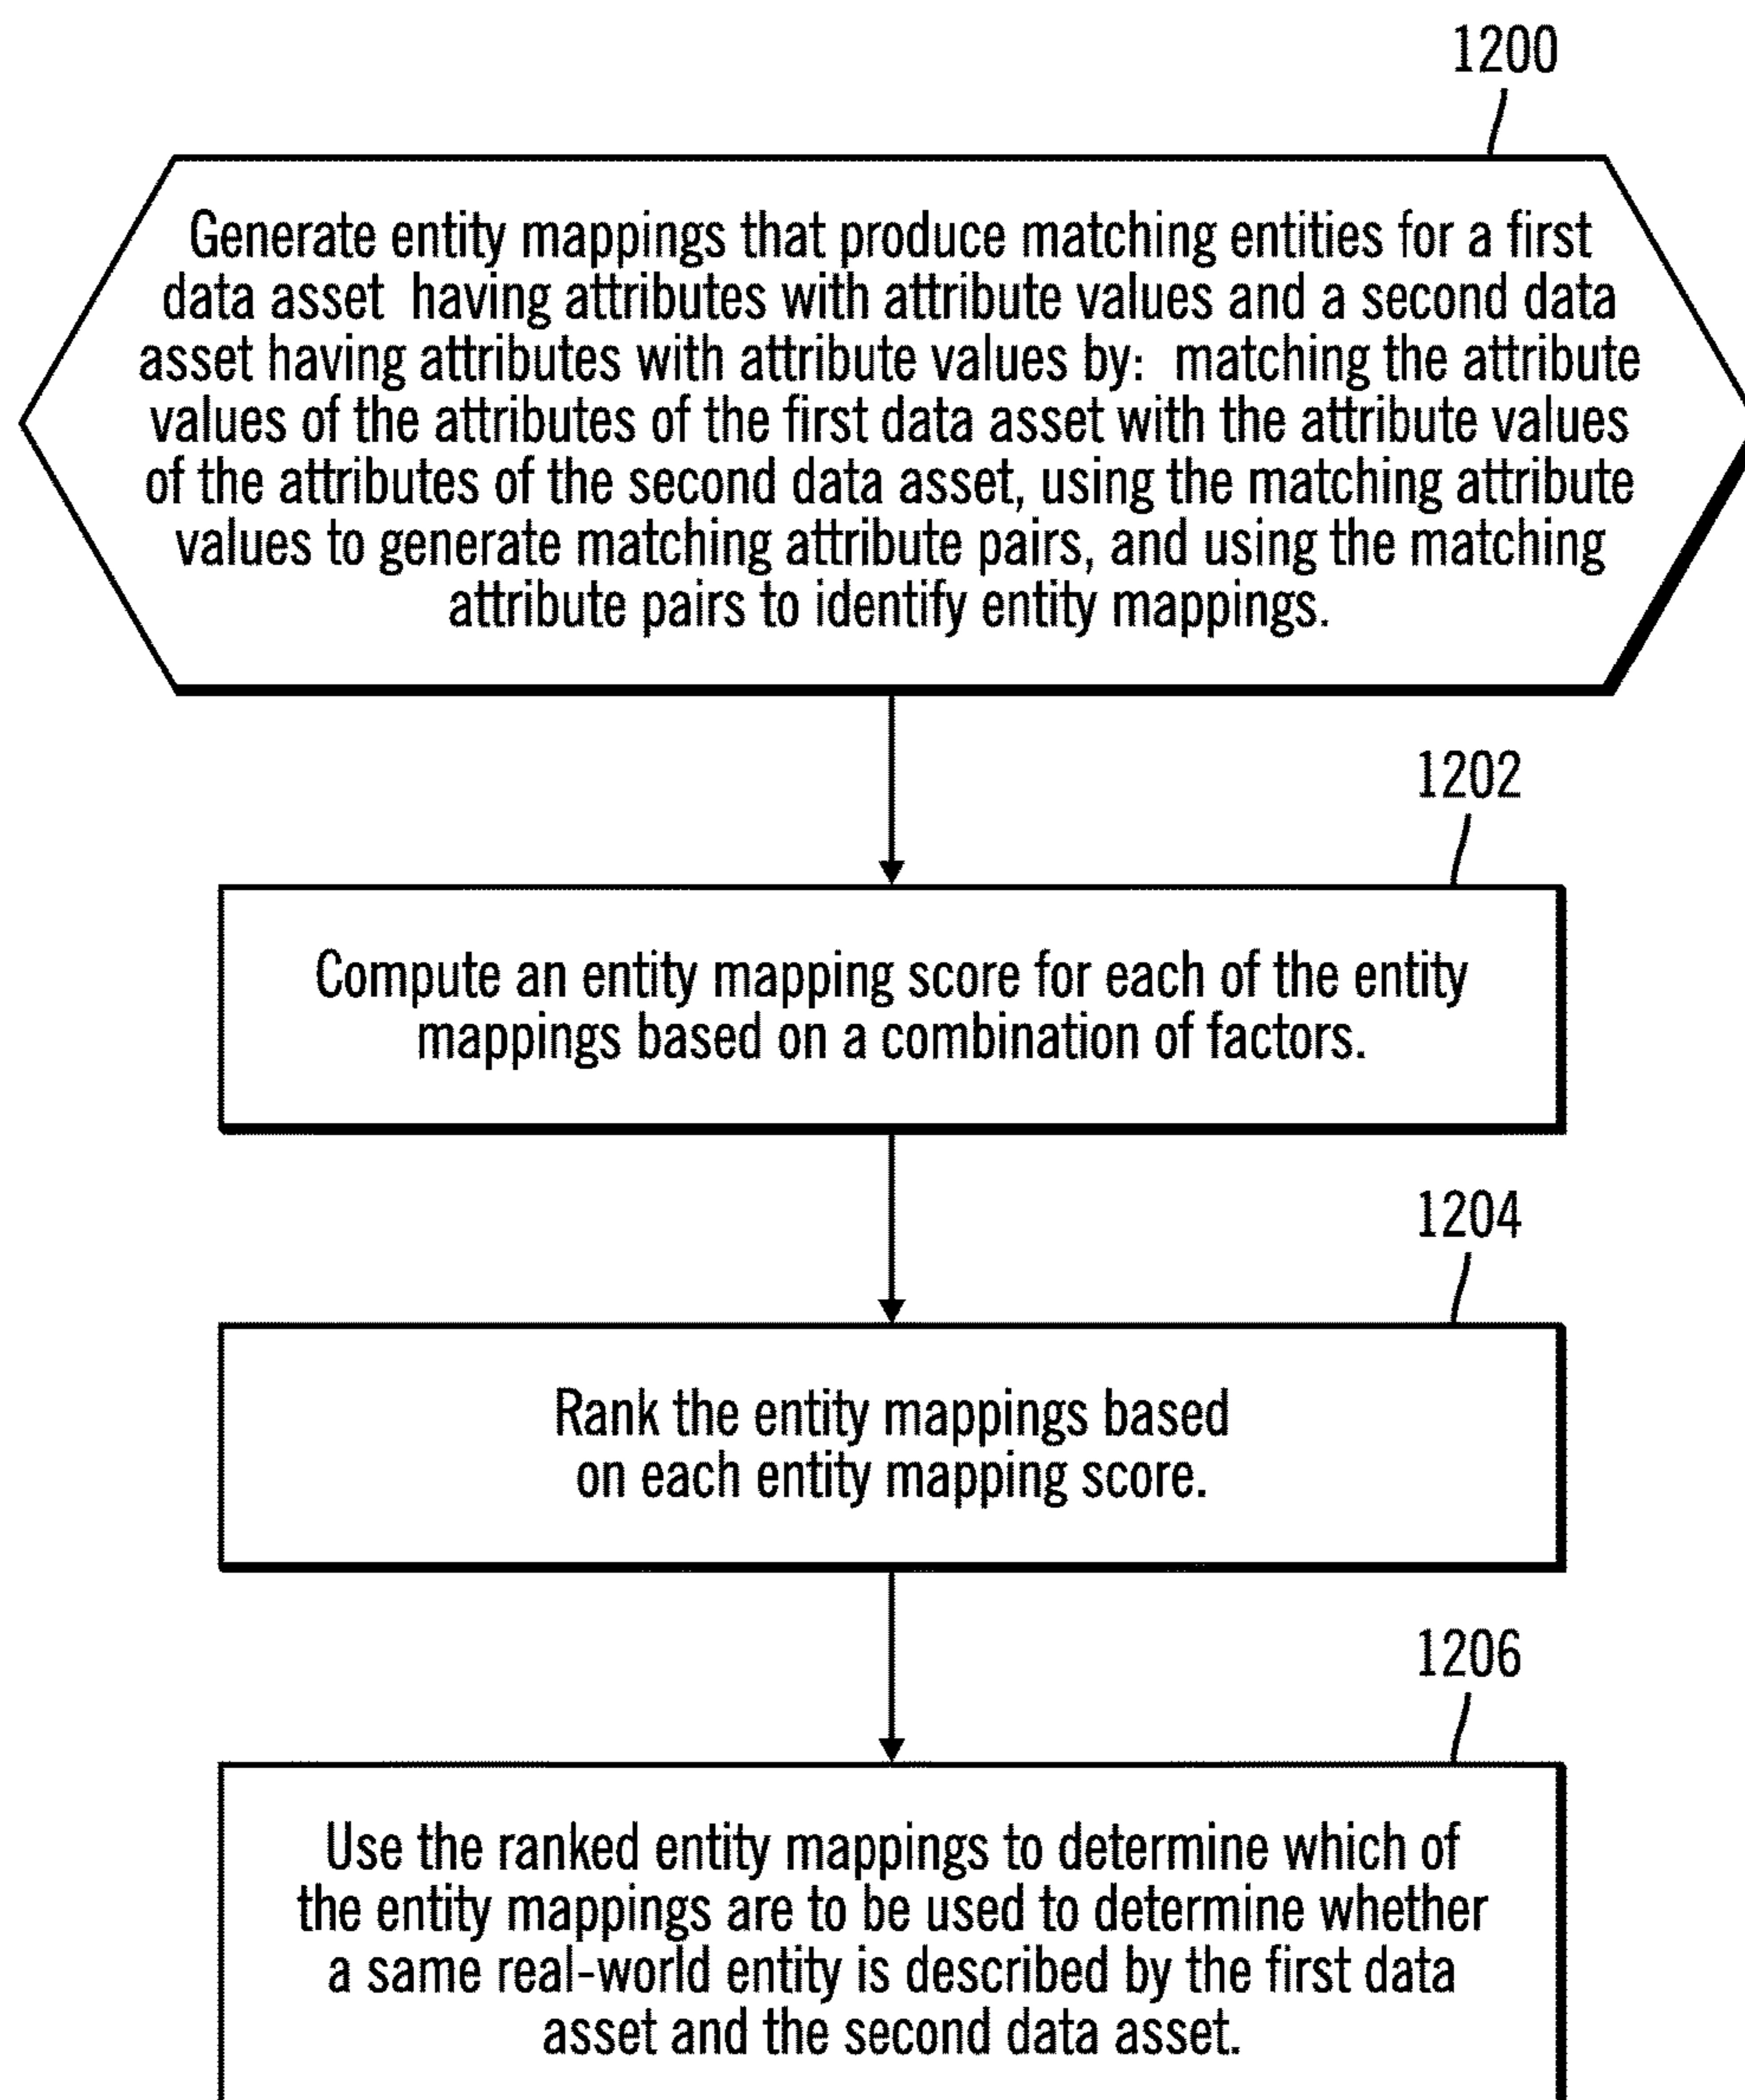 1200
Generate entity mappings that produce matching entities for a first
data asset having attributes with attribute values and a second data
asset having attributes with attribute values by: matching the attribute
values of the attributes of the first data asset with the attribute values
of the attributes of the second data asset, using the matching attribute
values to generate matching attribute pairs, and using the matching
attribute pairs to identify entity mappings.
1202
Compute an entity mapping score for each of the entity
mappings based on a combination of factors.
1204
Rank the entity mappings based
on each entity mapping score.
1206
Use the ranked entity mappings to determine which of
the entity mappings are to be used to determine whether
a same real-world entity is described by the first data
asset and the second data asset.